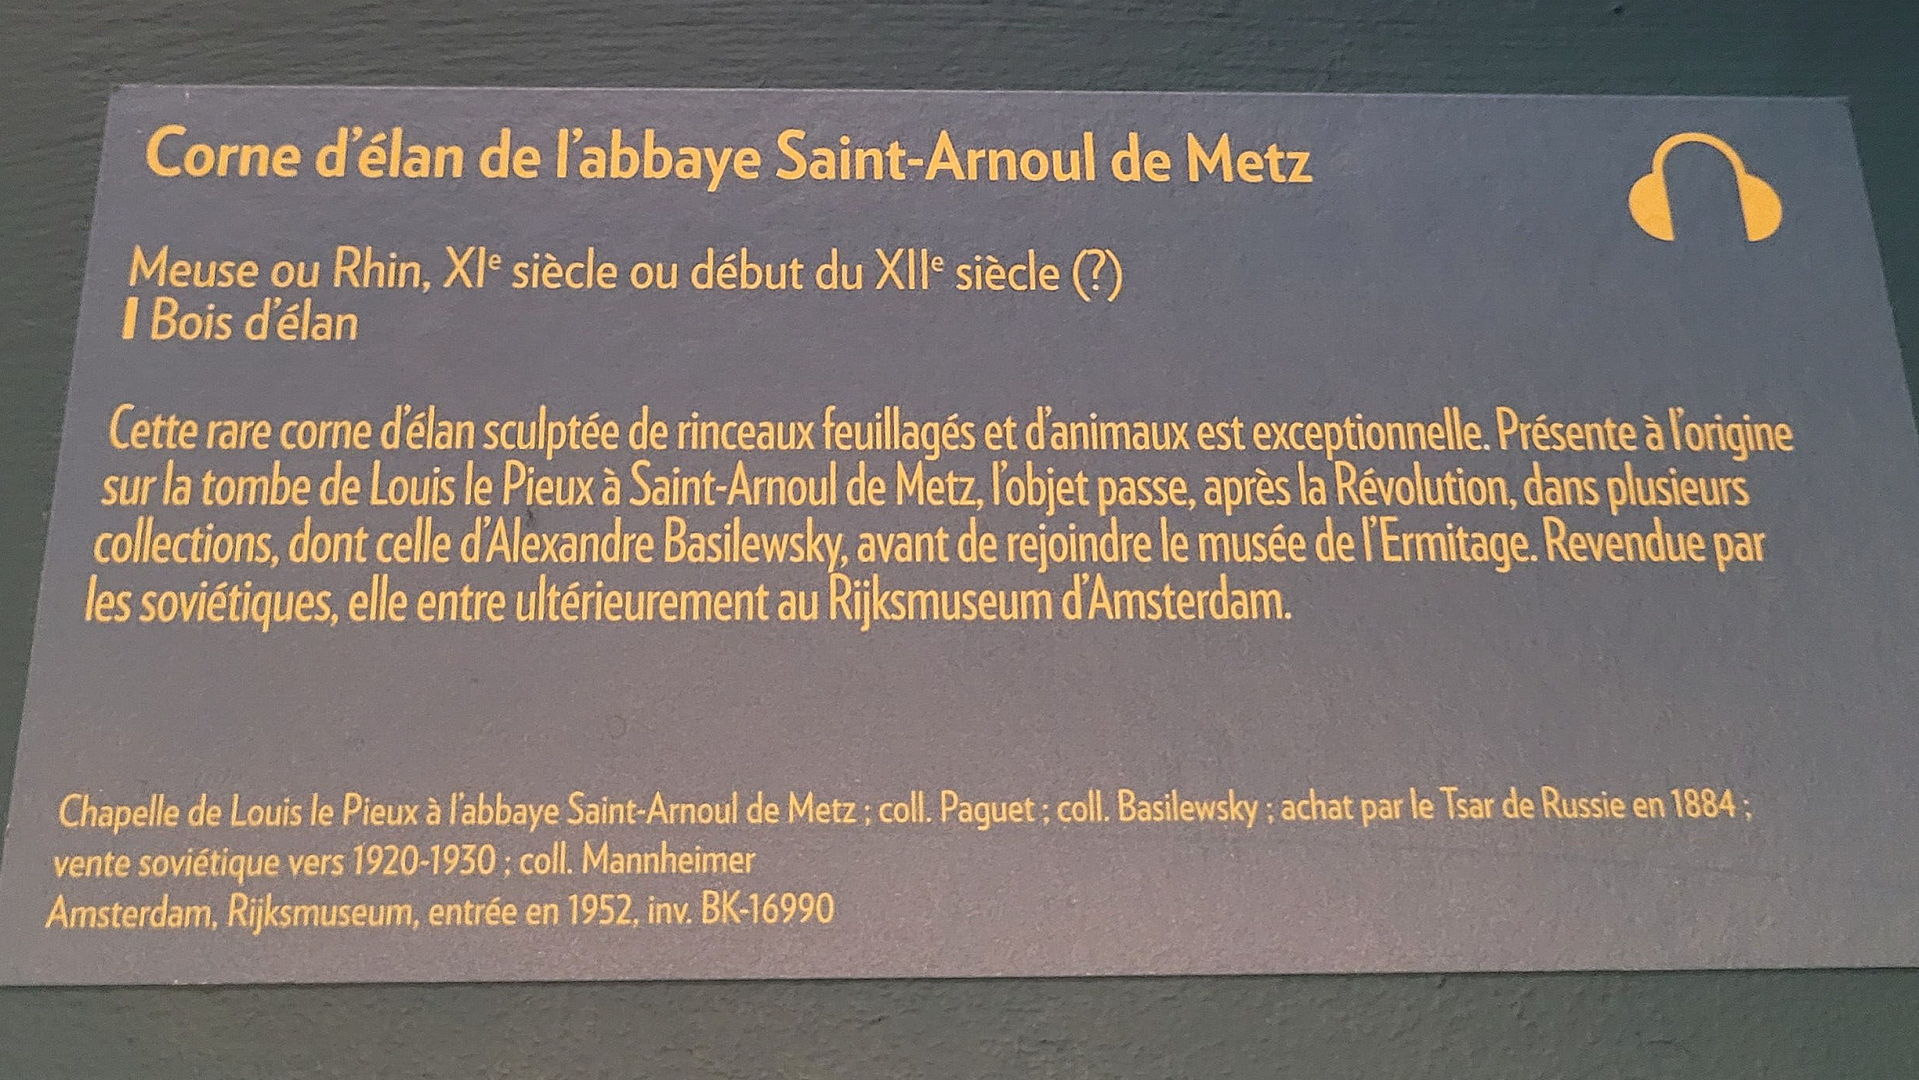 Corne d'élan de l'abbaye Saint-Arnoul de Metz
Meuse ou Rhin, XIe siècle ou début du XIIe siècle (?)
Bois d'élan
Cette rare corne d'élan sculptée de rinceaux feuillagés et d'animaux est exceptionnelle. Présente à l'origine
sur la tombe de Louis le Pieux à Saint-Arnoul de Metz, l'objet passe, après la Révolution, dans plusieurs
collections, dont celle d'Alexandre Basilewsky, avant de rejoindre le musée de l'Ermitage. Revendue par
les soviétiques, elle entre ultérieurement au Rijksmuseum d'Amsterdam.
Chapelle de Louis le Pieux à l'abbaye Saint-Arnoul de Metz ; coll. Paguet ; coll. Basilewsky ; achat par le Tsar de Russie en 1884 ;
vente soviétique vers 1920-1930 ; coll. Mannheimer
Amsterdam, Rijksmuseum, entrée en 1952, inv. BK-16990